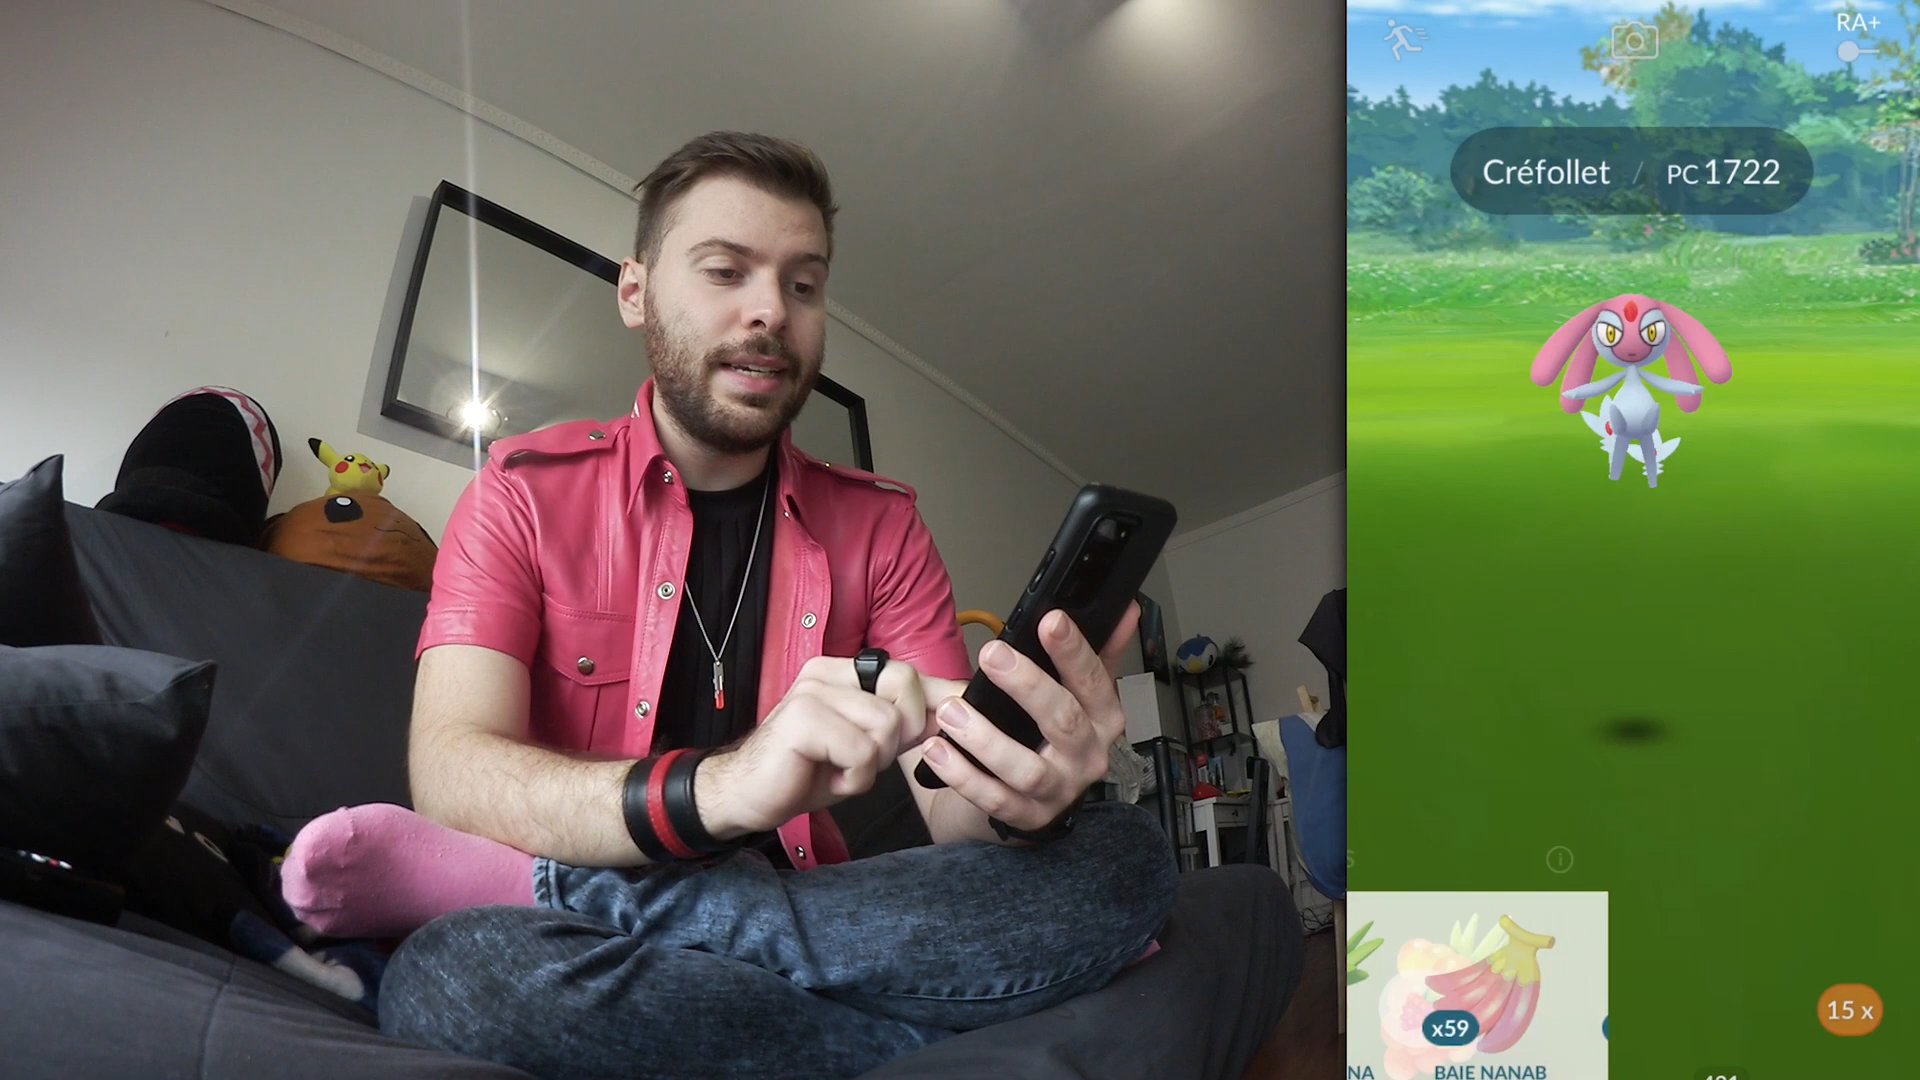 RA+
Créfollet / PC 1722
15 x
x59
NA
BAIE NANAB